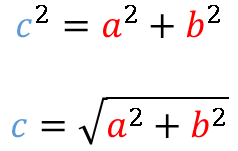 c² = a² + b²
c = √(a² + b²)